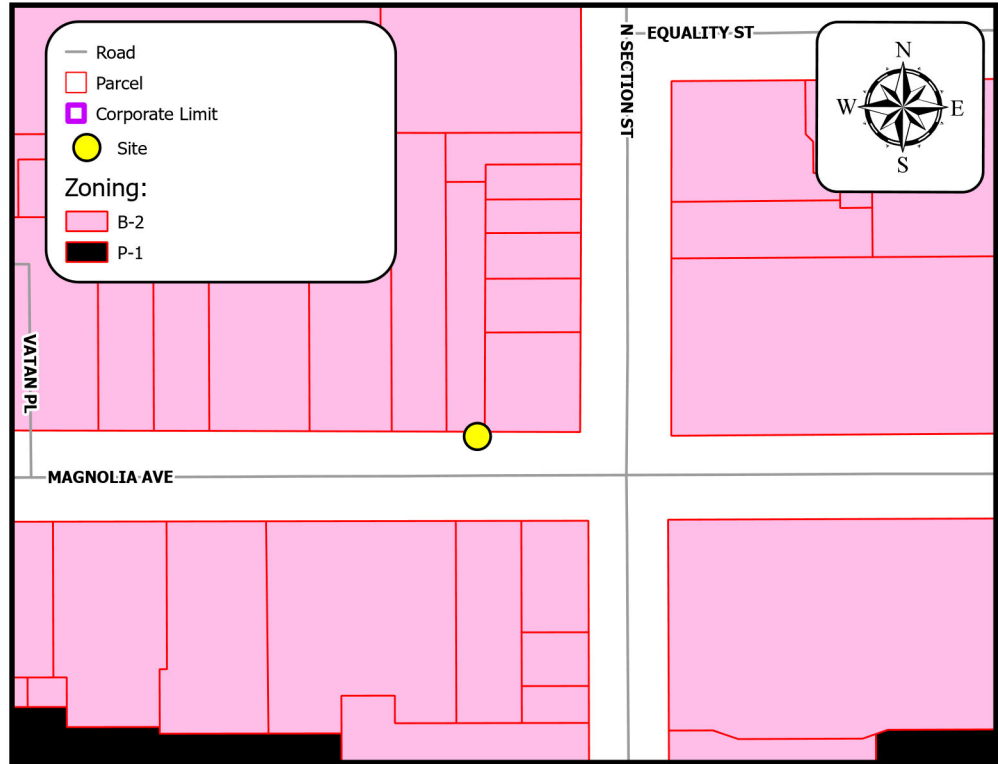 Road
Parcel
Corporate Limit
Site
Zoning:
B-2
P-1
N SECTION ST
EQUALITY ST
N
W
E
S
VATAN PL
MAGNOLIA AVE